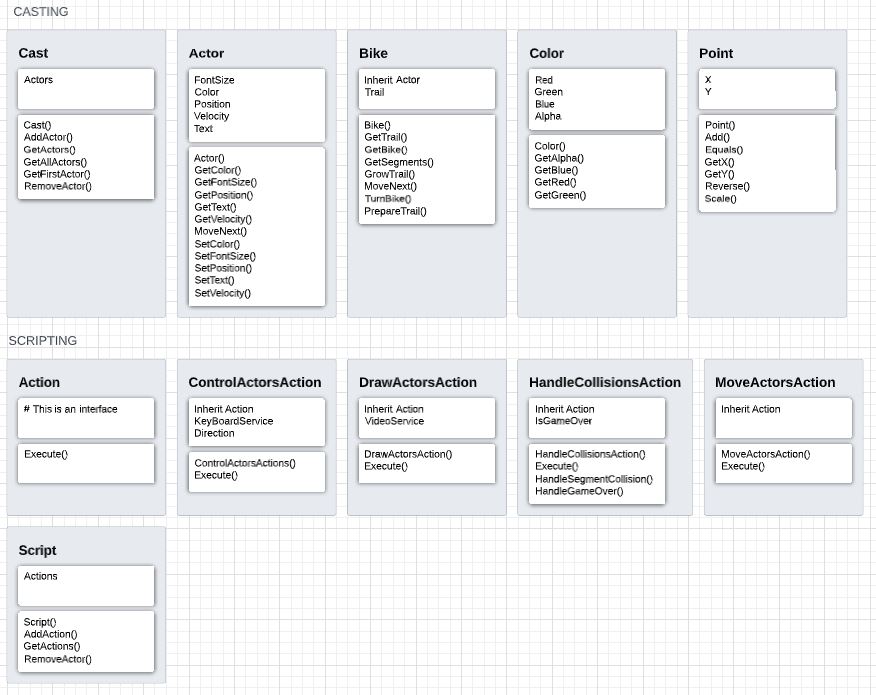 CASTING
Cast
Actors
Cast()
AddActor()
GetActors()
GetAllActors()
GetFirstActor()
RemoveActor()
Actor
FontSize
Color
Position
Velocity
Text
Actor()
GetColor()
GetFontSize()
GetPosition()
GetText()
GetVelocity()
MoveNext()
SetColor()
SetFontSize()
SetPosition()
SetText()
SetVelocity()
Bike
Inherit Actor
Trail
Bike()
GetTrail()
GetBike()
GetSegments()
GrowTrail()
MoveNext()
TurnBike()
PrepareTrail()
Color
Red
Green
Blue
Alpha
Color()
GetAlpha()
GetBlue()
GetRed()
GetGreen()
Point
X
Y
Point()
Add()
Equals()
GetX()
GetY()
Reverse()
Scale()
SCRIPTING
Action
# This is an interface
Execute()
ControlActorsAction
Inherit Action
KeyBoardService
Direction
ControlActorsActions()
Execute()
DrawActorsAction
Inherit Action
VideoService
DrawActorsAction()
Execute()
HandleCollisionsAction
Inherit Action
IsGameOver
HandleCollisionsAction()
Execute()
HandleSegmentCollision()
HandleGameOver()
MoveActorsAction
Inherit Action
MoveActorsAction()
Execute()
Script
Actions
Script()
AddAction()
GetActions()
RemoveActor()